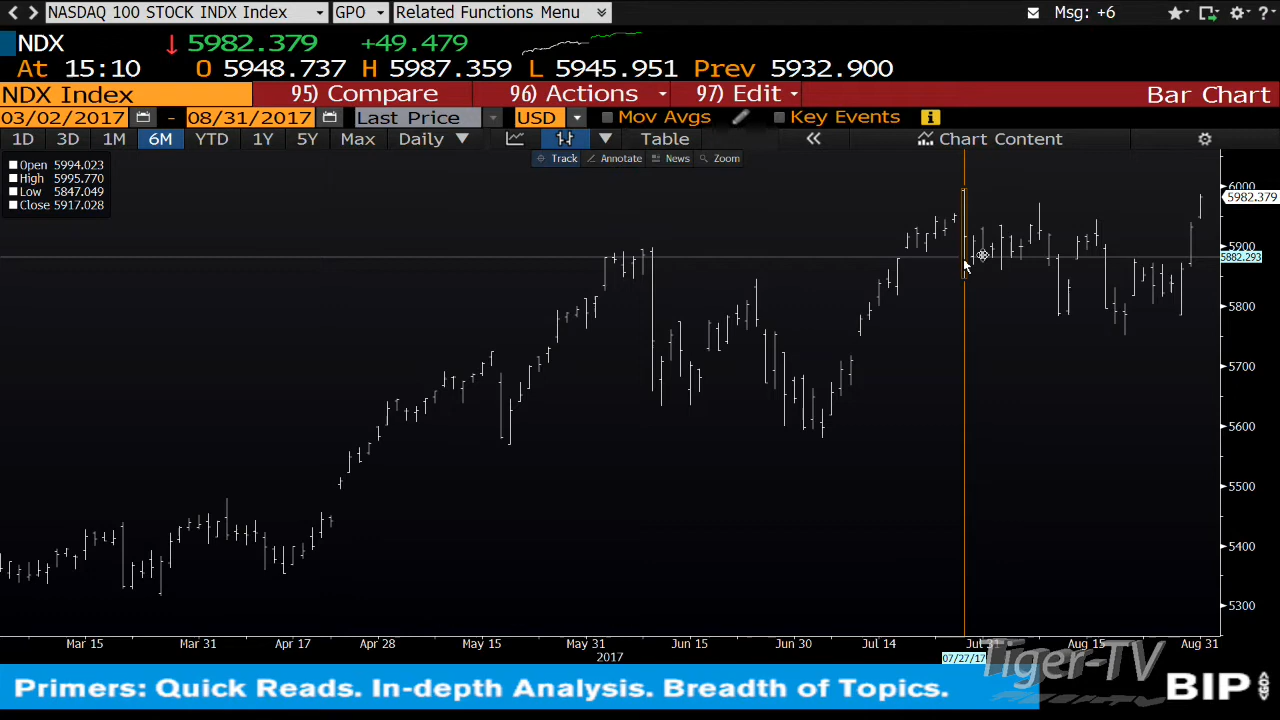 NASDAQ 100 STOCK INDX Index GPO Related Functions Menu Msg: +6
NDX 5982.379 +49.479
At 15:10 O 5948.737 H 5987.359 L 5945.951 Prev 5932.900
NDX Index 95) Compare 96) Actions 97) Edit Bar Chart
03/02/2017 - 08/31/2017 Last Price USD Mov Avgs Key Events
1D 3D 1M 6M YTD 1Y 5Y Max Daily Table Chart Content
Track Annotate News Zoom
Open 5994.023
High 5995.770
Low 5847.049
Close 5917.028
6000
5982.379
5900
5882.293
5800
5700
5600
5500
5400
5300
Mar 15 Mar 31 Apr 17 Apr 28 May 15 May 31 Jun 15 Jun 30 Jul 14 Jul 31 Aug 15 Aug 31
2017
07/27/17
Tiger-TV
Primers: Quick Reads. In-depth Analysis. Breadth of Topics.
BIP GO